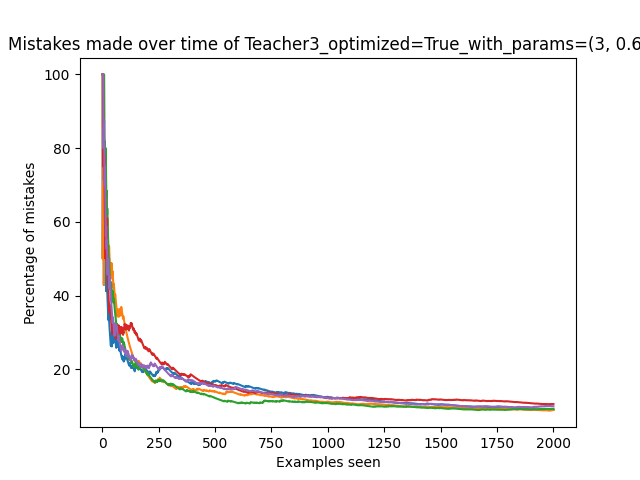 Mistakes made over time of Teacher3_optimized=True_with_params=(3, 0.6
100
80
60
40
20
Percentage of mistakes
0 250 500 750 1000 1250 1500 1750 2000
Examples seen